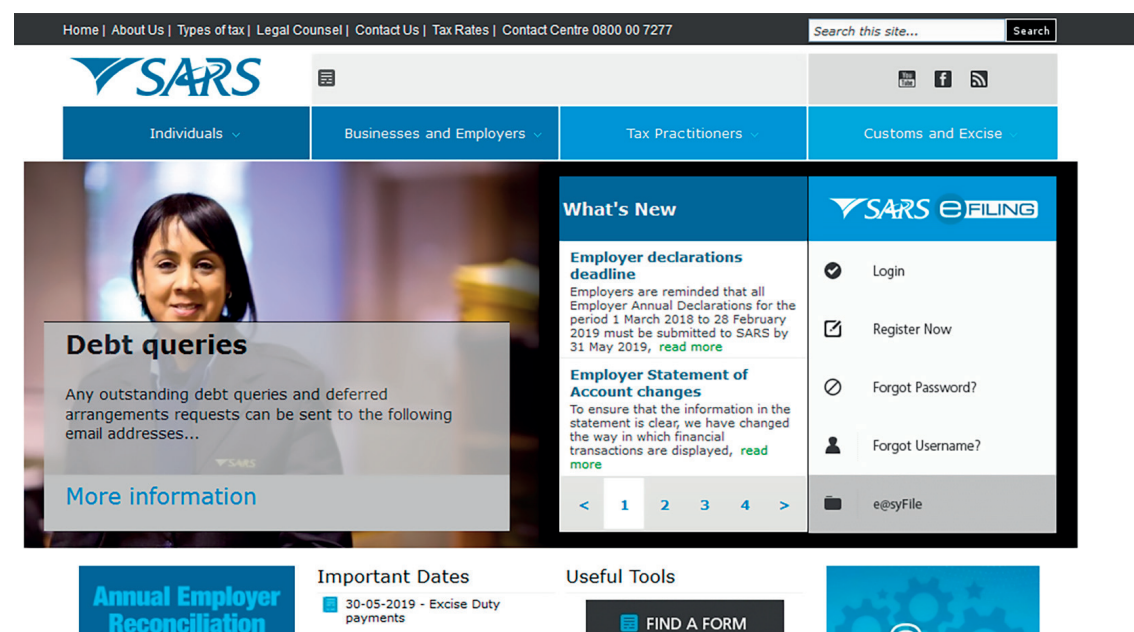 Home | About Us | Types of tax | Legal Counsel | Contact Us | Tax Rates | Contact Centre 0800 00 7277
Search this site...
Search
SARS
You Tube
f
Individuals
Businesses and Employers
Tax Practitioners
Customs and Excise
Debt queries
Any outstanding debt queries and deferred
arrangements requests can be sent to the following
email addresses...
SARS
More information
What's New
Employer declarations
deadline
Employers are reminded that all
Employer Annual Declarations for the
period 1 March 2018 to 28 February
2019 must be submitted to SARS by
31 May 2019, read more
Employer Statement of
Account changes
To ensure that the information in the
statement is clear, we have changed
the way in which financial
transactions are displayed, read
more
< 1 2 3 4 >
SARS eFILING
Login
Register Now
Forgot Password?
Forgot Username?
e@syFile
Annual Employer
Reconciliation
Important Dates
30-05-2019 - Excise Duty
payments
Useful Tools
FIND A FORM